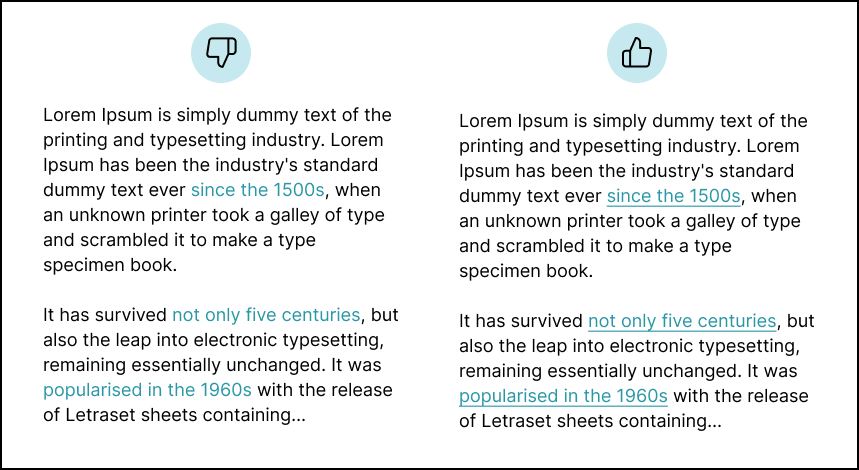 Lorem Ipsum is simply dummy text of the
printing and typesetting industry. Lorem
Ipsum has been the industry's standard
dummy text ever since the 1500s, when
an unknown printer took a galley of type
and scrambled it to make a type
specimen book.
It has survived not only five centuries, but
also the leap into electronic typesetting,
remaining essentially unchanged. It was
popularised in the 1960s with the release
of Letraset sheets containing...
Lorem Ipsum is simply dummy text of the
printing and typesetting industry. Lorem
Ipsum has been the industry's standard
dummy text ever since the 1500s, when
an unknown printer took a galley of type
and scrambled it to make a type
specimen book.
It has survived not only five centuries, but
also the leap into electronic typesetting,
remaining essentially unchanged. It was
popularised in the 1960s with the release
of Letraset sheets containing...